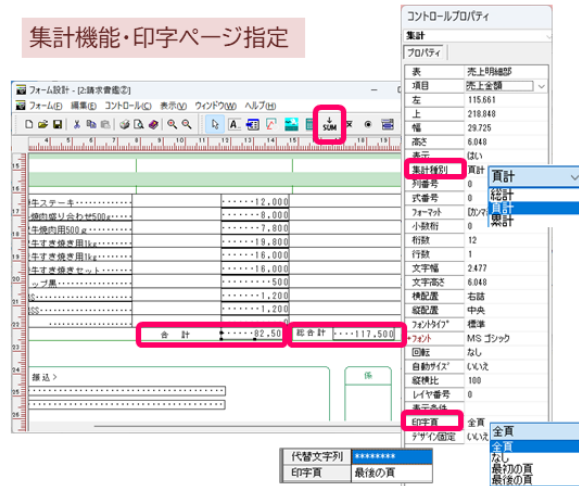 集計機能・印字ページ指定
コントロールプロパティ
集計
プロパティ
表 売上明細部
項目 売上金額
左 115.661
上 218.848
幅 29.725
高さ 6.048
表示 はい
集計種別 頁計
列番号 0
式番号 0
フォーマット
小数桁 0
桁数 12
行数 1
文字幅 2.477
文字高さ 6.048
横配置 右詰
縦配置 中央
フォントタイプ 標準
*フォント MS ゴシック
回転 なし
自動サイズ いいえ
縦横比 100
レイヤ番号 0
表示条件
印字頁 全頁
デザイン固定 いいえ
頁計
総計
頁計
累計
全頁
全頁
なし
最初の頁
最後の頁
フォーム設計 - [2:請求書鑑②]
フォーム(F) 編集(E) コントロール(C) 表示(V) ウィンドウ(W) ヘルプ(H)
SUM
牛ステーキ 12,000
焼肉盛り合わせ500g 8,000
牛焼肉用500g 7,800
牛すき焼き用1kg 19,800
牛すき焼き用1kg 16,000
牛すき焼きセット 16,000
ップ黒 500
1,200
1,200
合 計 82,50 総合計 117,500
振込>
係
代替文字列 ********
印字頁 最後の頁